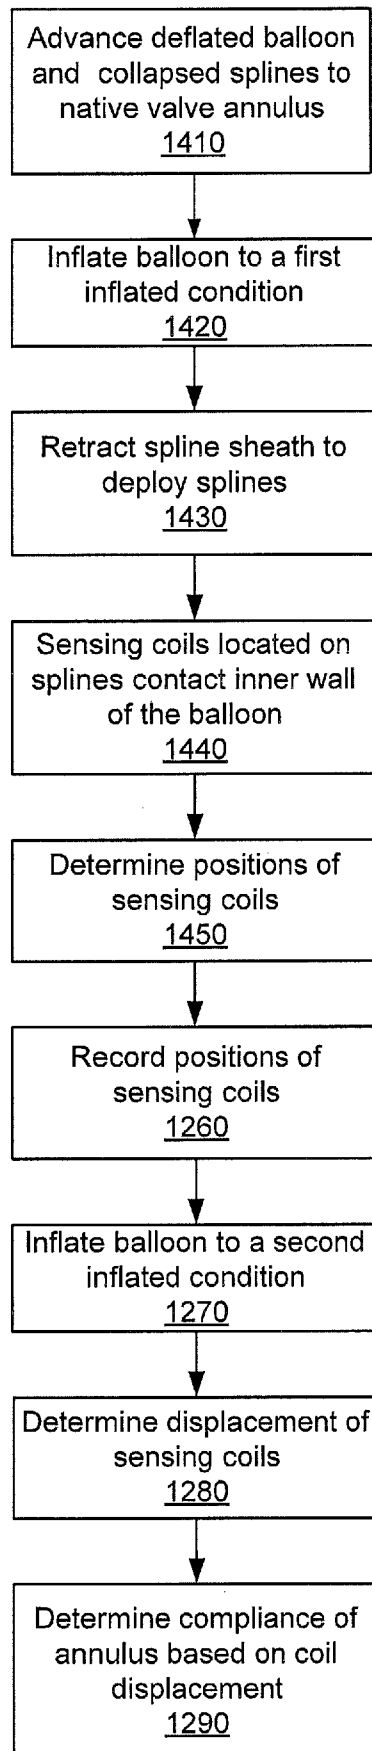 Advance deflated balloon
and collapsed splines to
native valve annulus
1410
Inflate balloon to a first
inflated condition
1420
Retract spline sheath to
deploy splines
1430
Sensing coils located on
splines contact inner wall
of the balloon
1440
Determine positions of
sensing coils
1450
Record positions of
sensing coils
1260
Inflate balloon to a second
inflated condition
1270
Determine displacement of
sensing coils
1280
Determine compliance of
annulus based on coil
displacement
1290